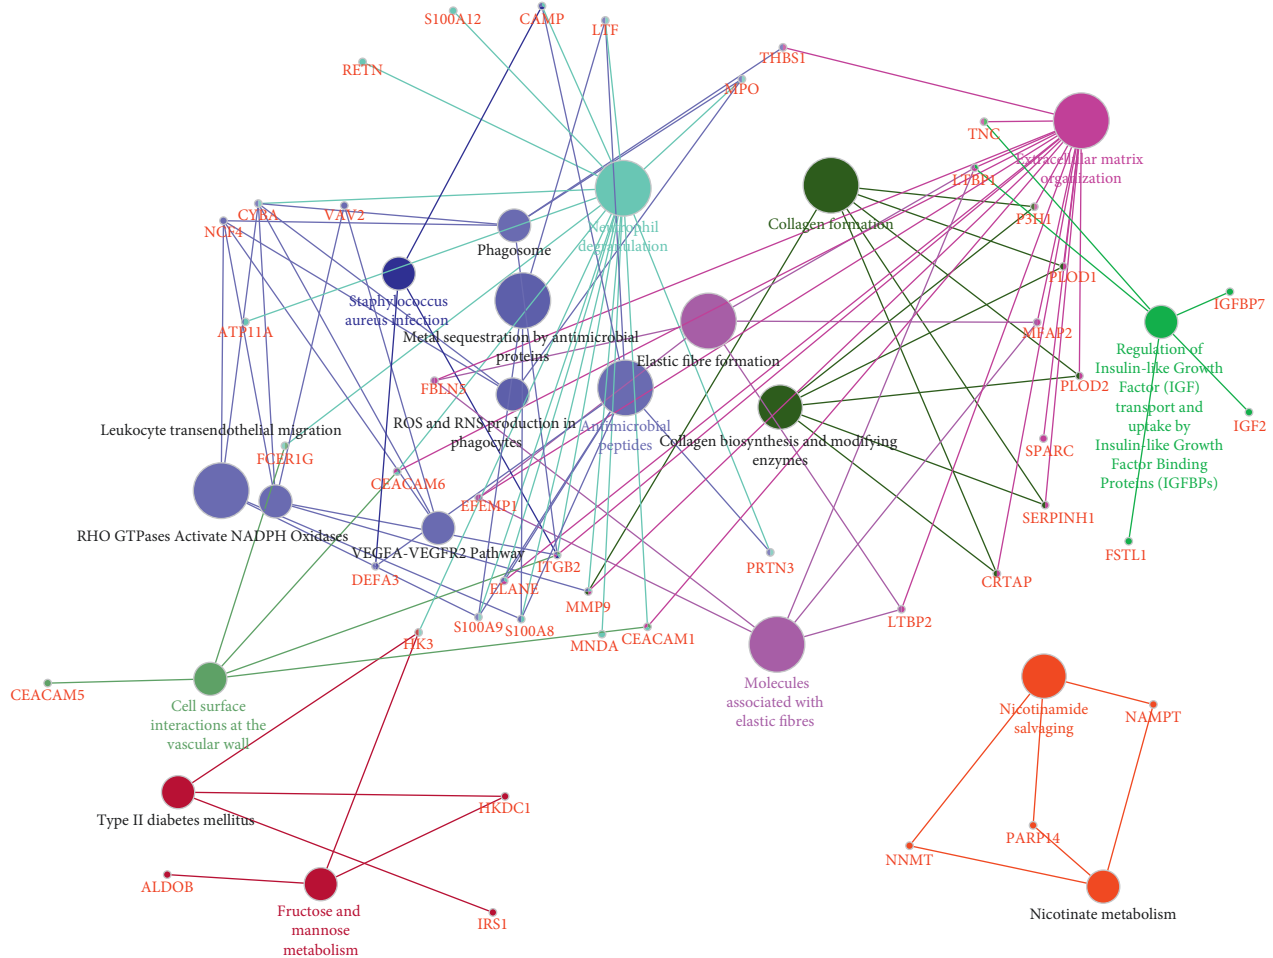 S100A12
CAMP
LTF
RETN
THBS1
MPO
TNC
Extracellular matrix
organization
LTBP1
P3H1
CYBA
VAV2
NCF4
Phagosome
Neutrophil
degranulation
Collagen formation
PLOD1
Staphylococcus
aureus infection
ATP11A
Metal sequestration by antimicrobial
proteins
MFAP2
IGFBP7
Elastic fibre formation
Regulation of
Insulin-like Growth
Factor (IGF)
transport and
uptake by
Insulin-like Growth
Factor Binding
Proteins (IGFBPs)
FBLN5
PLOD2
ROS and RNS production in
phagocytes
Antimicrobial
peptides
IGF2
Leukocyte transendothelial migration
Collagen biosynthesis and modifying
enzymes
SPARC
FCER1G
CEACAM6
EFEMP1
SERPINH1
RHO GTPases Activate NADPH Oxidases
VEGFA-VEGFR2 Pathway
FSTL1
ITGB2
PRTN3
DEFA3
ELANE
CRTAP
MMP9
LTBP2
S100A9
S100A8
HK3
MNDA
CEACAM1
CEACAM5
Molecules
associated with
elastic fibres
Cell surface
interactions at the
vascular wall
Nicotinamide
salvaging
NAMPT
HKDC1
Type II diabetes mellitus
PARP14
NNMT
ALDOB
Fructose and
mannose
metabolism
IRS1
Nicotinate metabolism